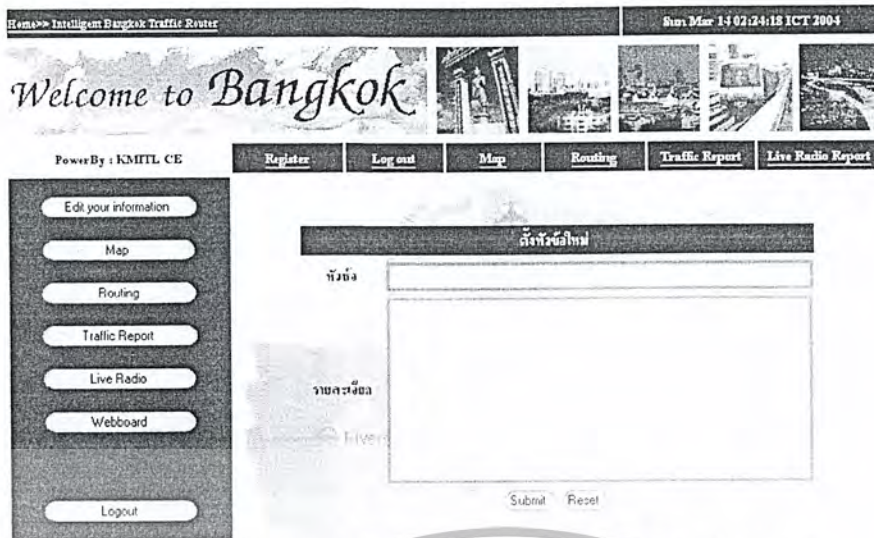 Home>> Intelligent Bangkok Traffic Router
Sun Mar 14 02:24:18 ICT 2004
Welcome to Bangkok
PowerBy : KMITL CE
Register
Log out
Map
Routing
Traffic Report
Live Radio Report
Edit your information
Map
Routing
Traffic Report
Live Radio
Webboard
Logout
ตั้งหัวข้อใหม่
หัวข้อ
รายละเอียด
Submit
Reset